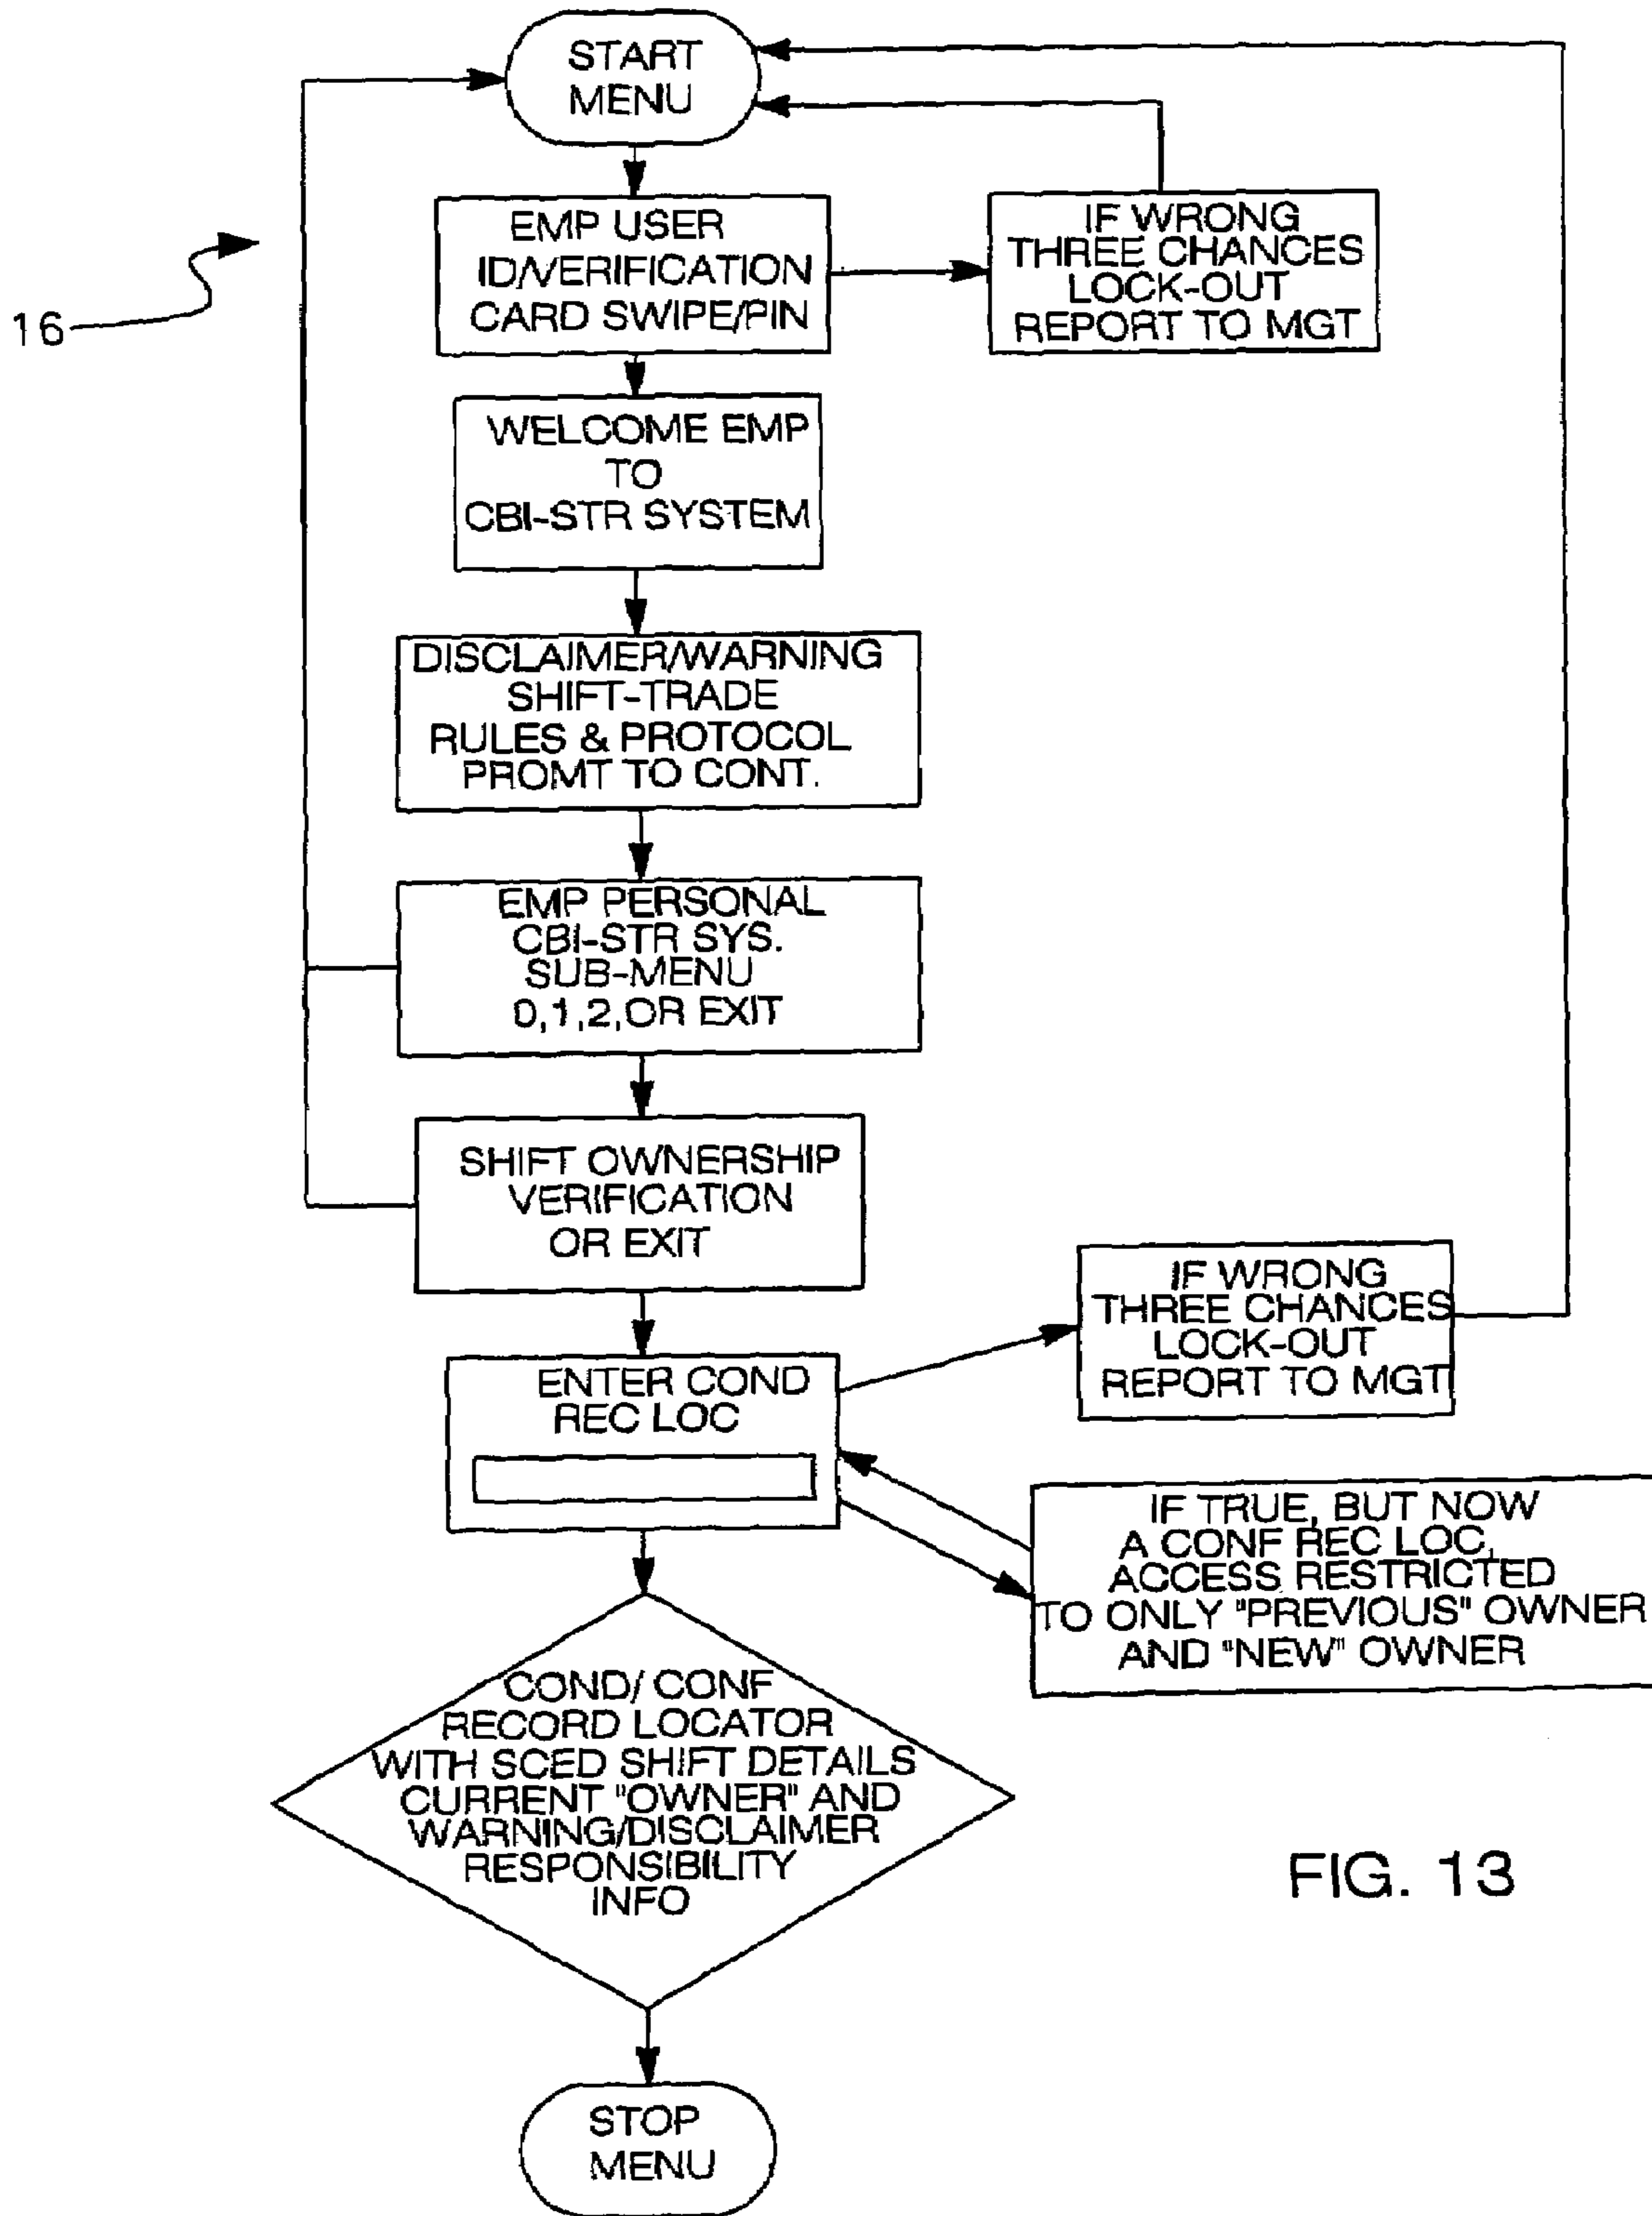 START
MENU
EMP USER
ID/VERIFICATION
CARD SWIPE/PIN
IF WRONG
THREE CHANCES
LOCK-OUT
REPORT TO MGT
16
WELCOME EMP
TO
CBI-STR SYSTEM
DISCLAIMER/WARNING
SHIFT-TRADE
RULES & PROTOCOL
PROMT TO CONT.
EMP PERSONAL
CBI-STR SYS.
SUB-MENU
0,1,2,OR EXIT
SHIFT OWNERSHIP
VERIFICATION
OR EXIT
IF WRONG
THREE CHANCES
LOCK-OUT
REPORT TO MGT
ENTER COND
REC LOC
IF TRUE, BUT NOW
A CONF REC LOC,
ACCESS RESTRICTED
TO ONLY "PREVIOUS" OWNER
AND "NEW" OWNER
COND/ CONF
RECORD LOCATOR
WITH SCED SHIFT DETAILS
CURRENT "OWNER" AND
WARNING/DISCLAIMER
RESPONSIBILITY
INFO
FIG. 13
STOP
MENU